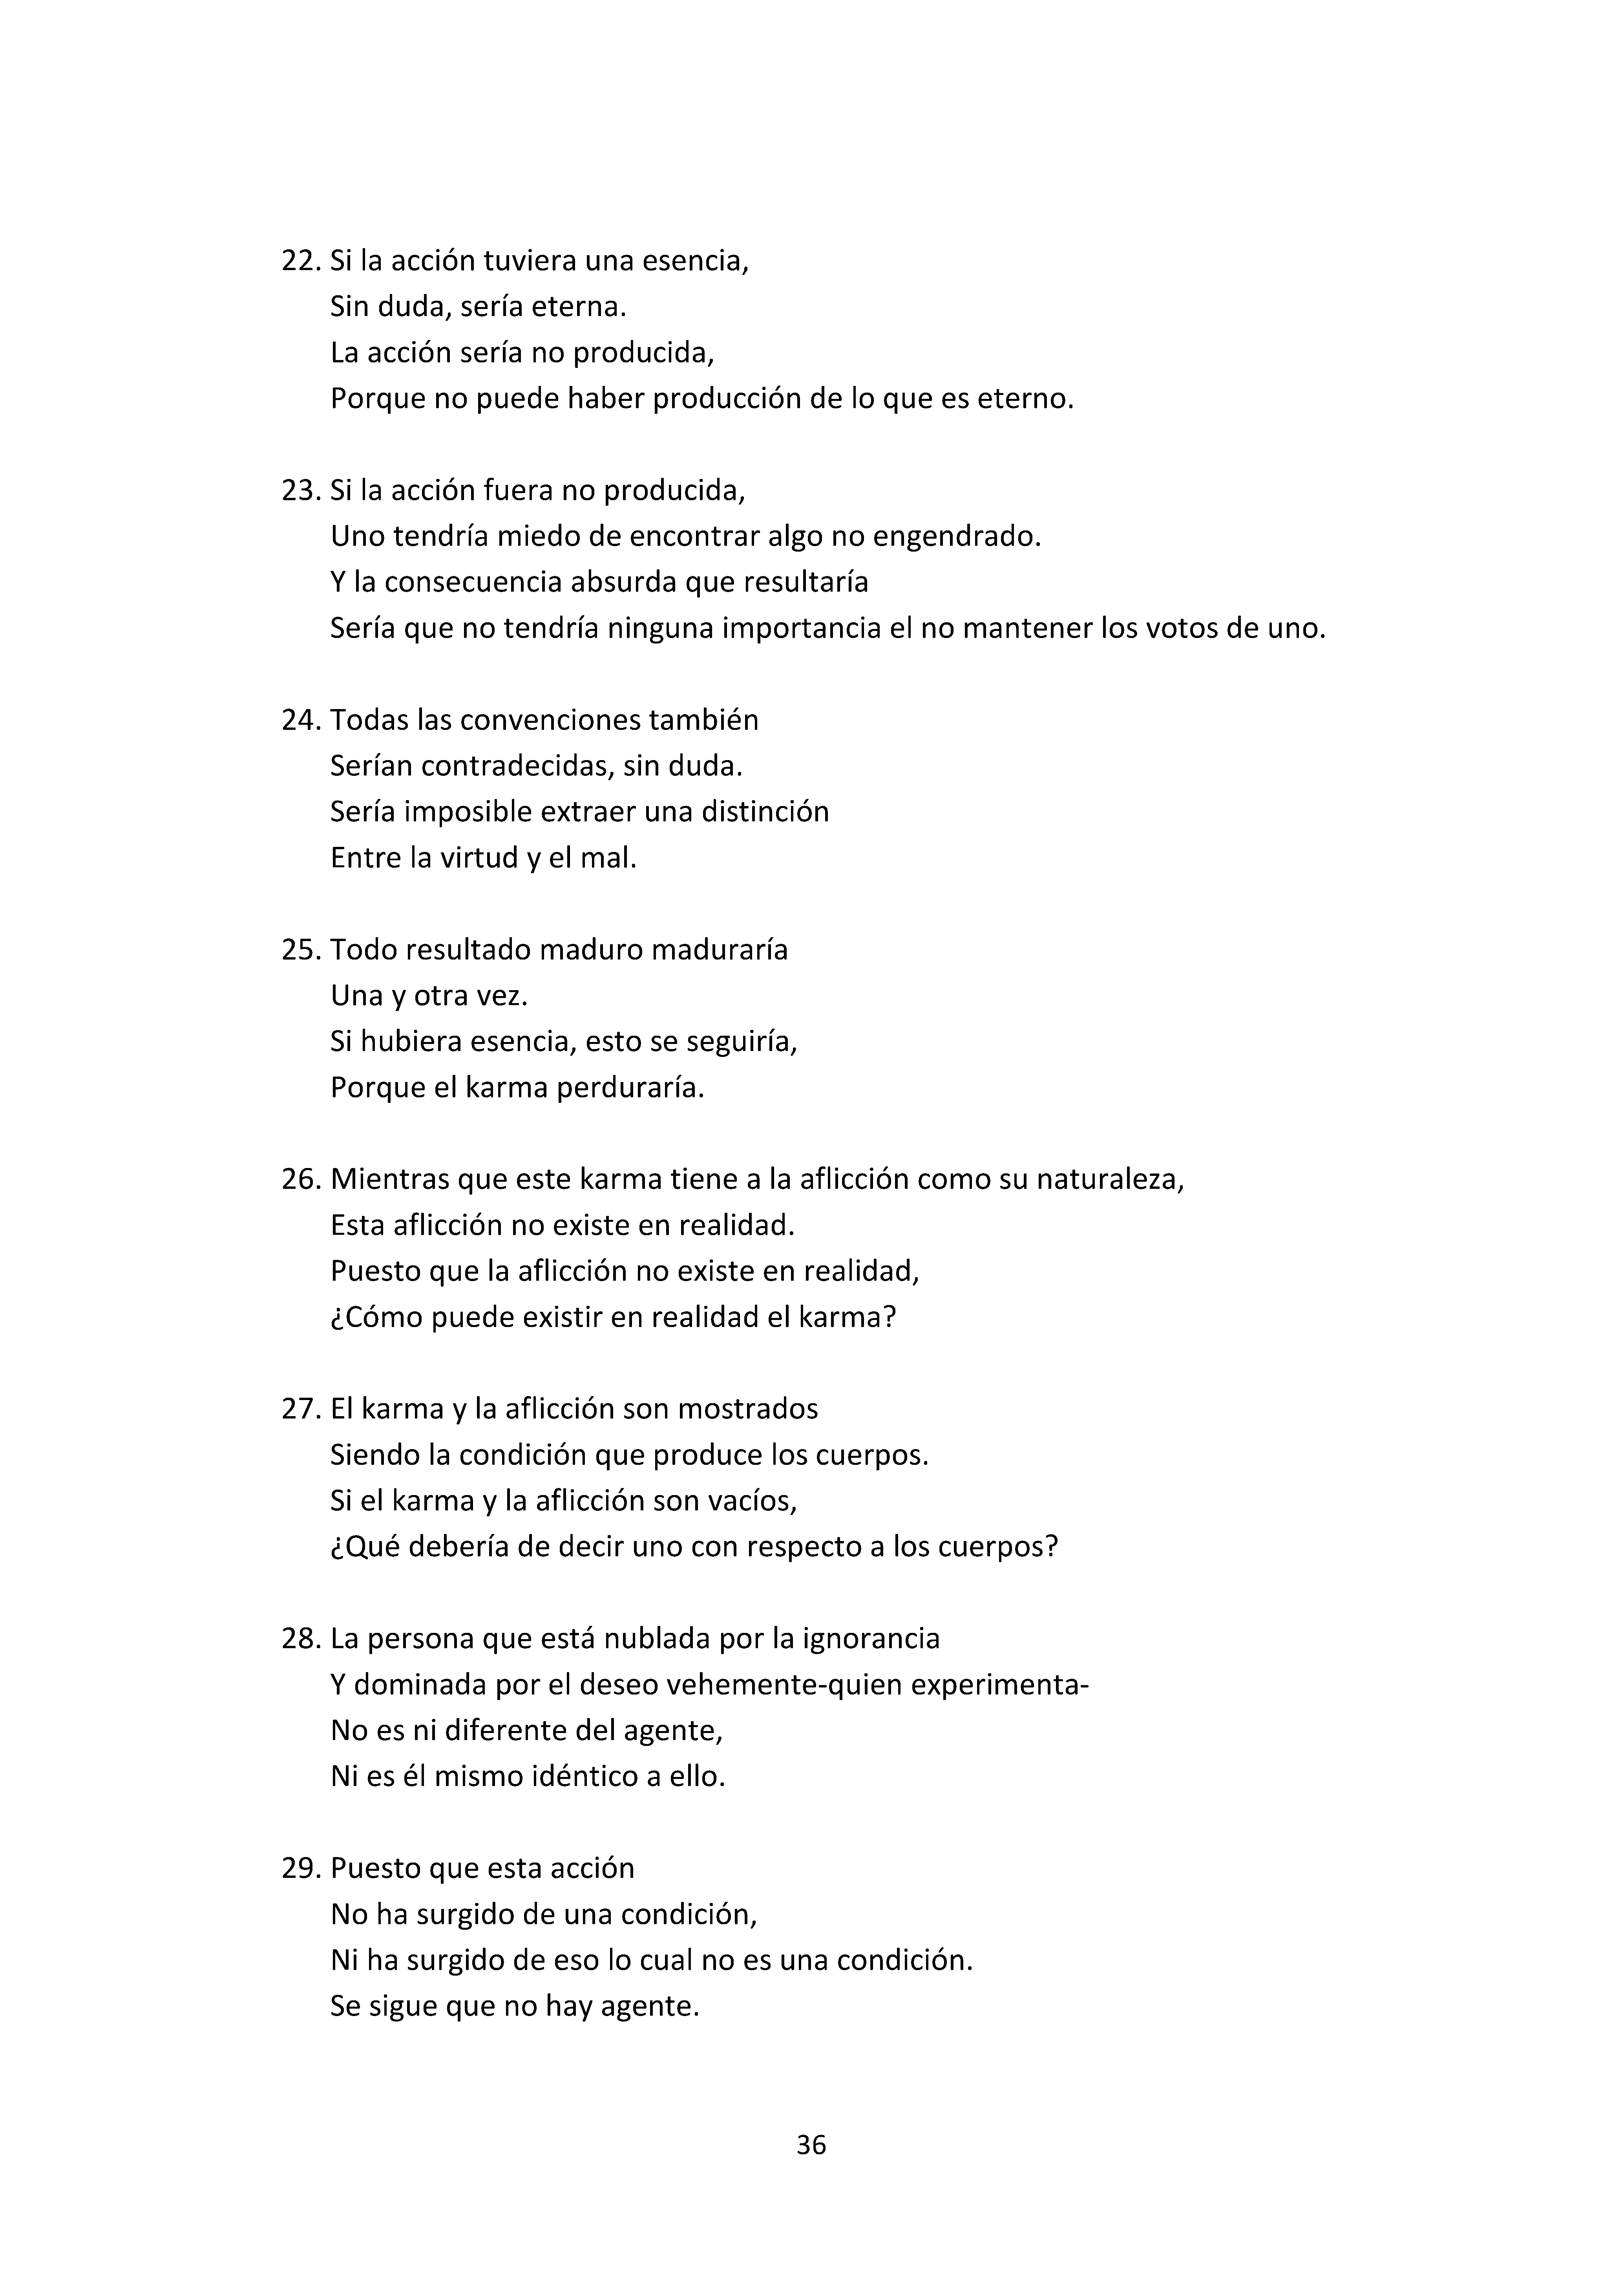 22. Si la acción tuviera una esencia,
Sin duda, sería eterna.
La acción sería no producida,
Porque no puede haber producción de lo que es eterno.
23. Si la acción fuera no producida,
Uno tendría miedo de encontrar algo no engendrado.
Y la consecuencia absurda que resultaría
Sería que no tendría ninguna importancia el no mantener los votos de uno.
24. Todas las convenciones también
Serían contradecidas, sin duda.
Sería imposible extraer una distinción
Entre la virtud y el mal.
25. Todo resultado maduro maduraría
Una y otra vez.
Si hubiera esencia, esto se seguiría,
Porque el karma perduraría.
26. Mientras que este karma tiene a la aflicción como su naturaleza,
Esta aflicción no existe en realidad.
Puesto que la aflicción no existe en realidad,
¿Cómo puede existir en realidad el karma?
27. El karma y la aflicción son mostrados
Siendo la condición que produce los cuerpos.
Si el karma y la aflicción son vacíos,
¿Qué debería de decir uno con respecto a los cuerpos?
28. La persona que está nublada por la ignorancia
Y dominada por el deseo vehemente-quien experimenta-
No es ni diferente del agente,
Ni es él mismo idéntico a ello.
29. Puesto que esta acción
No ha surgido de una condición,
Ni ha surgido de eso lo cual no es una condición.
Se sigue que no hay agente.
36